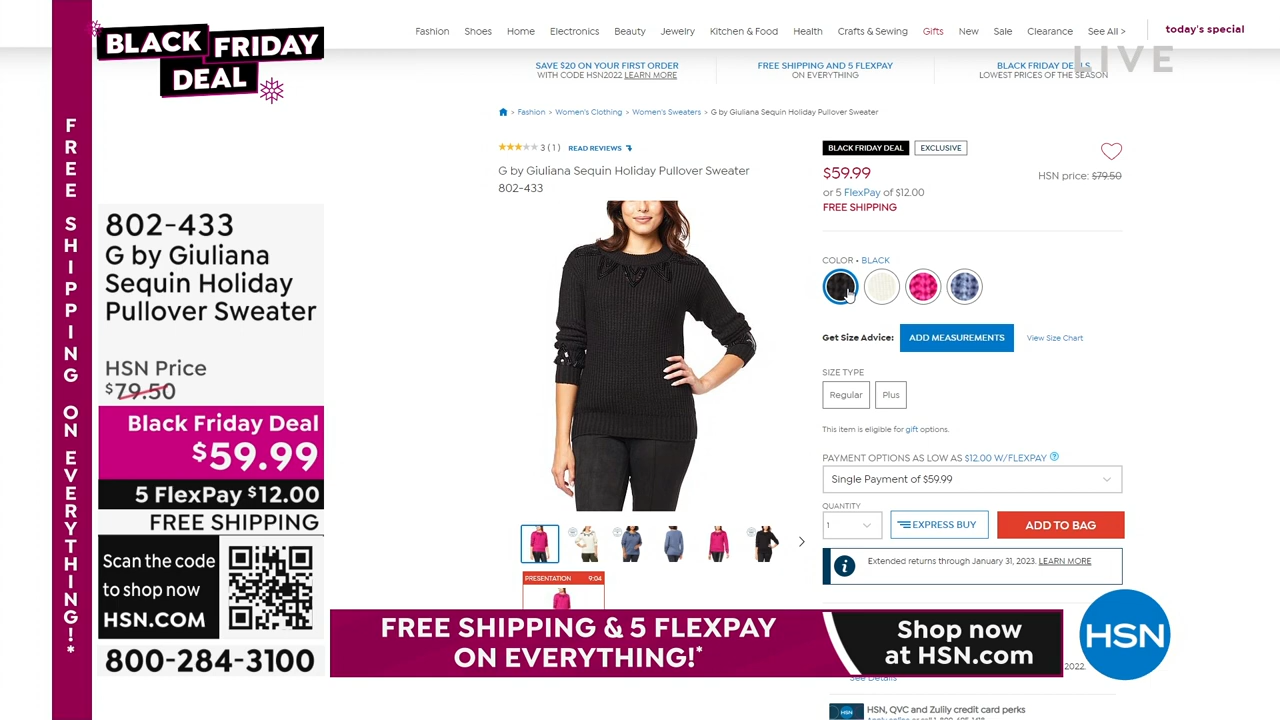 BLACK FRIDAY
DEAL
FREE SHIPPING ON EVERYTHING!*
802-433
G by Giuliana
Sequin Holiday
Pullover Sweater
HSN Price
$79.50
Black Friday Deal
$59.99
5 FlexPay $12.00
FREE SHIPPING
Scan the code
to shop now
HSN.COM
800-284-3100
Fashion Shoes Home Electronics Beauty Jewelry Kitchen & Food Health Crafts & Sewing Gifts New Sale Clearance See All > today's special
LIVE
SAVE $20 ON YOUR FIRST ORDER
WITH CODE HSN2022 LEARN MORE
FREE SHIPPING AND 5 FLEXPAY
ON EVERYTHING
BLACK FRIDAY DEALS
LOWEST PRICES OF THE SEASON
> Fashion > Women's Clothing > Women's Sweaters > G by Giuliana Sequin Holiday Pullover Sweater
3 (1) READ REVIEWS
G by Giuliana Sequin Holiday Pullover Sweater
802-433
PRESENTATION 9:04
BLACK FRIDAY DEAL EXCLUSIVE
$59.99 HSN price: $79.50
or 5 FlexPay of $12.00
FREE SHIPPING
COLOR • BLACK
Get Size Advice: ADD MEASUREMENTS View Size Chart
SIZE TYPE
Regular Plus
This item is eligible for gift options.
PAYMENT OPTIONS AS LOW AS $12.00 W/FLEXPAY ?
Single Payment of $59.99
QUANTITY
1 EXPRESS BUY ADD TO BAG
i Extended returns through January 31, 2023. LEARN MORE
FREE SHIPPING & 5 FLEXPAY
ON EVERYTHING!*
Shop now
at HSN.com
HSN
2022.
See Details
HSN, QVC and Zulily credit card perks